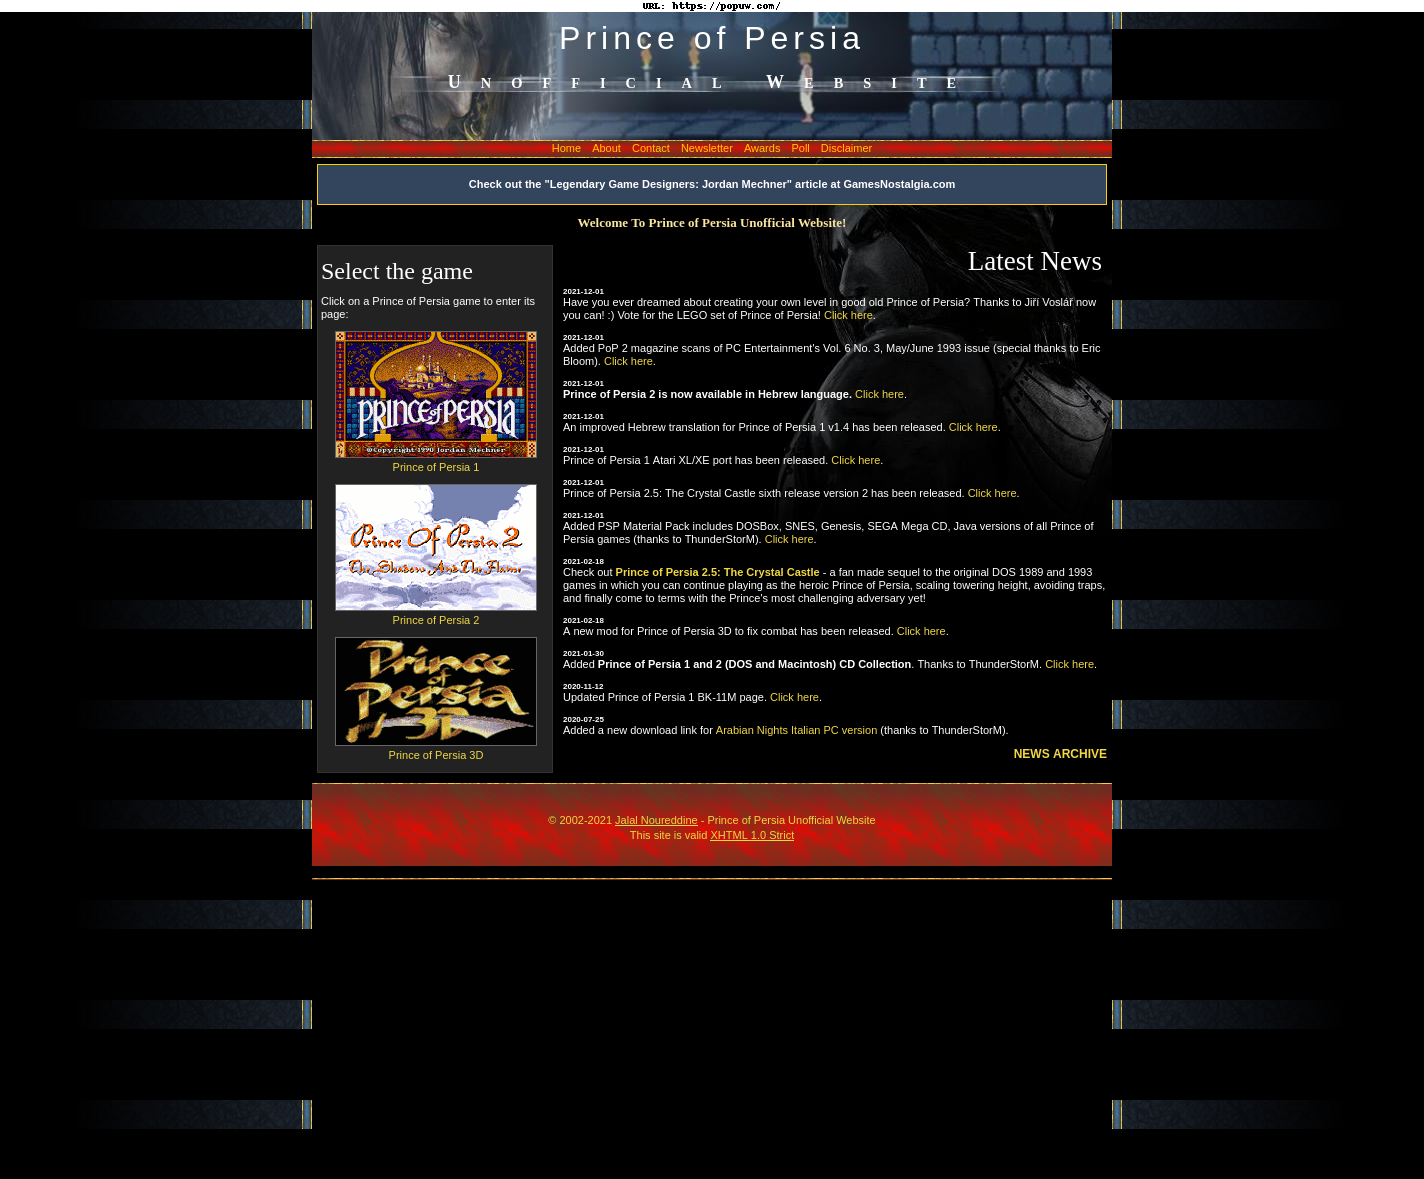 URL: https://popuw.com/
Prince of Persia
Unofficial Website
Home About Contact Newsletter Awards Poll Disclaimer
Check out the "Legendary Game Designers: Jordan Mechner" article at GamesNostalgia.com
Welcome To Prince of Persia Unofficial Website!
Select the game
Click on a Prince of Persia game to enter its
page:
PRINCE OF PERSIA
©Copyright 1990 Jordan Mechner
Prince of Persia 1
Prince Of Persia 2
The Shadow And The Flame
Prince of Persia 2
Prince
of
Persia
3D
Prince of Persia 3D
Latest News
2021-12-01
Have you ever dreamed about creating your own level in good old Prince of Persia? Thanks to Jiří Voslář now
you can! :) Vote for the LEGO set of Prince of Persia! Click here.
2021-12-01
Added PoP 2 magazine scans of PC Entertainment's Vol. 6 No. 3, May/June 1993 issue (special thanks to Eric
Bloom). Click here.
2021-12-01
Prince of Persia 2 is now available in Hebrew language. Click here.
2021-12-01
An improved Hebrew translation for Prince of Persia 1 v1.4 has been released. Click here.
2021-12-01
Prince of Persia 1 Atari XL/XE port has been released. Click here.
2021-12-01
Prince of Persia 2.5: The Crystal Castle sixth release version 2 has been released. Click here.
2021-12-01
Added PSP Material Pack includes DOSBox, SNES, Genesis, SEGA Mega CD, Java versions of all Prince of
Persia games (thanks to ThunderStorM). Click here.
2021-02-18
Check out Prince of Persia 2.5: The Crystal Castle - a fan made sequel to the original DOS 1989 and 1993
games in which you can continue playing as the heroic Prince of Persia, scaling towering height, avoiding traps,
and finally come to terms with the Prince's most challenging adversary yet!
2021-02-18
A new mod for Prince of Persia 3D to fix combat has been released. Click here.
2021-01-30
Added Prince of Persia 1 and 2 (DOS and Macintosh) CD Collection. Thanks to ThunderStorM. Click here.
2020-11-12
Updated Prince of Persia 1 BK-11M page. Click here.
2020-07-25
Added a new download link for Arabian Nights Italian PC version (thanks to ThunderStorM).
NEWS ARCHIVE
© 2002-2021 Jalal Noureddine - Prince of Persia Unofficial Website
This site is valid XHTML 1.0 Strict